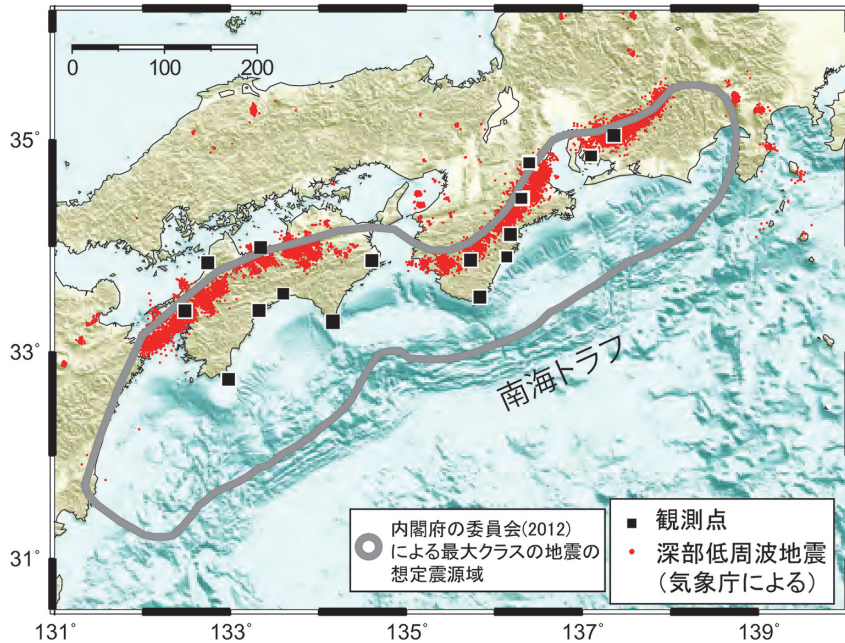 0 100 200
35°
33°
31°
131° 133° 135° 137° 139°
南海トラフ
内閣府の委員会(2012)
による最大クラスの地震の
想定震源域
観測点
深部低周波地震
(気象庁による)